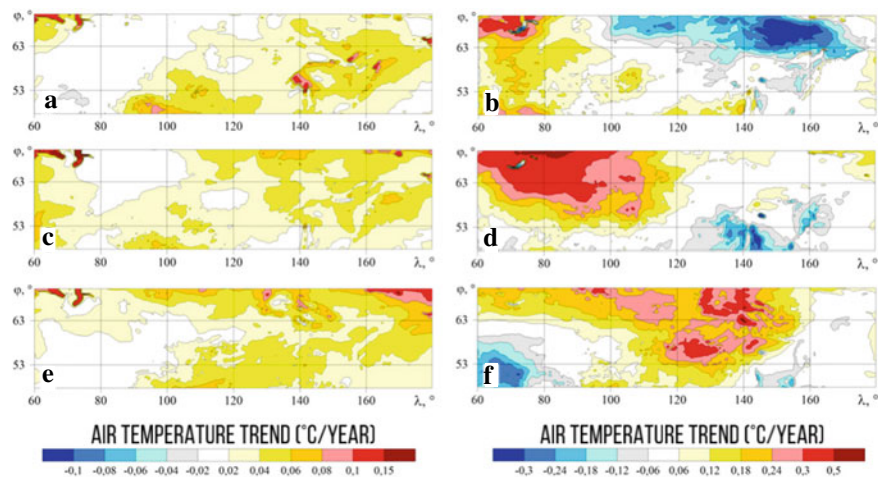 φ, °
63
a
53
60 80 100 120 140 160 λ, °
φ, °
63
b
53
60 80 100 120 140 160 λ, °
φ, °
63
c
53
60 80 100 120 140 160 λ, °
φ, °
63
d
53
60 80 100 120 140 160 λ, °
φ, °
63
e
53
60 80 100 120 140 160 λ, °
φ, °
63
f
53
60 80 100 120 140 160 λ, °
AIR TEMPERATURE TREND (°C/YEAR)
-0,1 -0,08 -0,06 -0,04 -0,02 0,02 0,04 0,06 0,08 0,1 0,15
AIR TEMPERATURE TREND (°C/YEAR)
-0,3 -0,24 -0,18 -0,12 -0,06 0,06 0,12 0,18 0,24 0,3 0,5